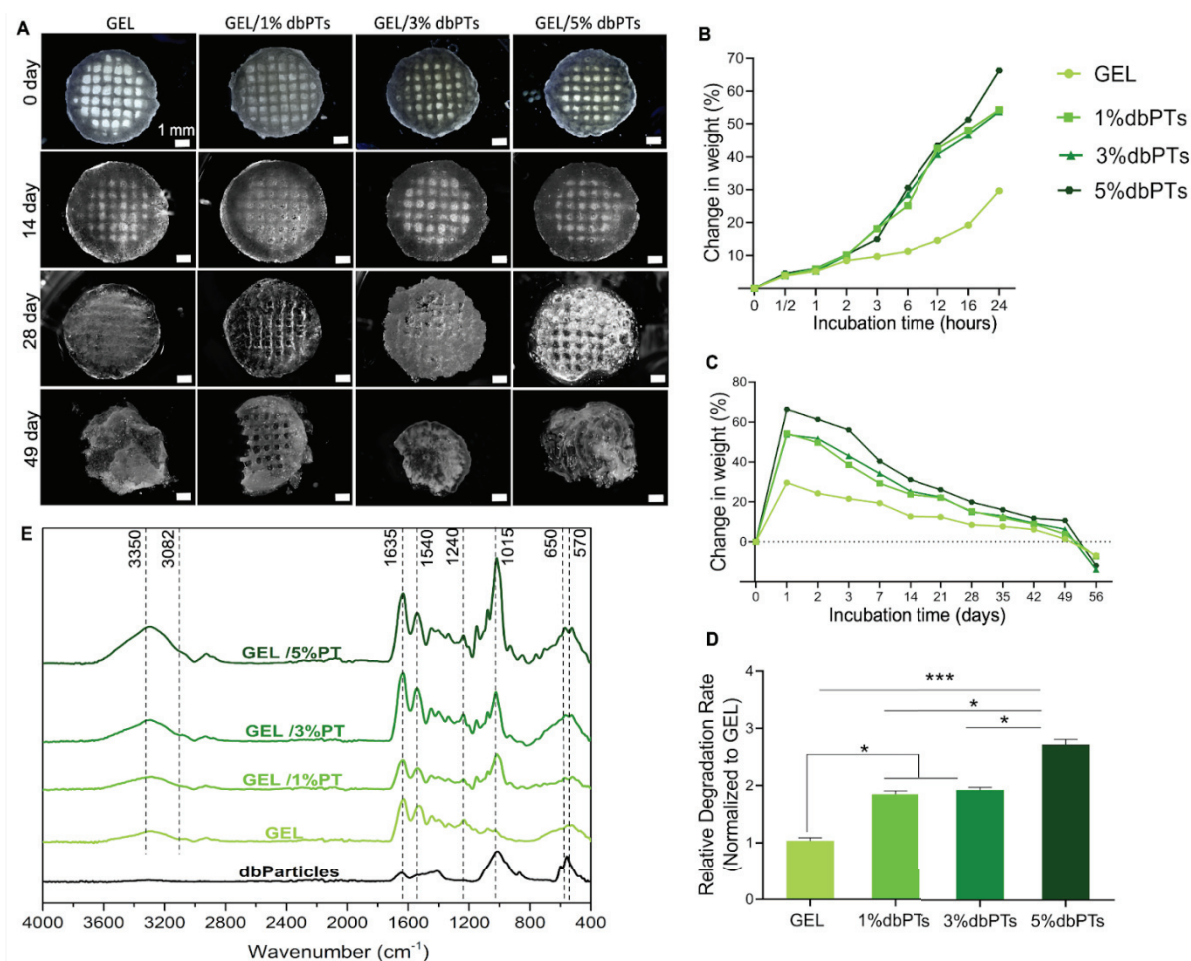 A
GEL
GEL/1% dbPTs
GEL/3% dbPTs
GEL/5% dbPTs
0 day
1 mm
14 day
28 day
49 day
B
Change in weight (%)
70
60
50
40
30
20
10
0 1/2 1 2 3 6 12 16 24
Incubation time (hours)
GEL
1%dbPTs
3%dbPTs
5%dbPTs
C
Change in weight (%)
80
60
40
20
0
0 1 2 3 7 14 21 28 35 42 49 56
Incubation time (days)
D
Relative Degradation Rate
(Normalized to GEL)
4
3
2
1
0
***
*
*
*
GEL 1%dbPTs 3%dbPTs 5%dbPTs
E
3350
3082
1635
1540
1240
1015
650
570
GEL /5%PT
GEL /3%PT
GEL /1%PT
GEL
dbParticles
4000 3600 3200 2800 2400 2000 1600 1200 800 400
Wavenumber (cm⁻¹)